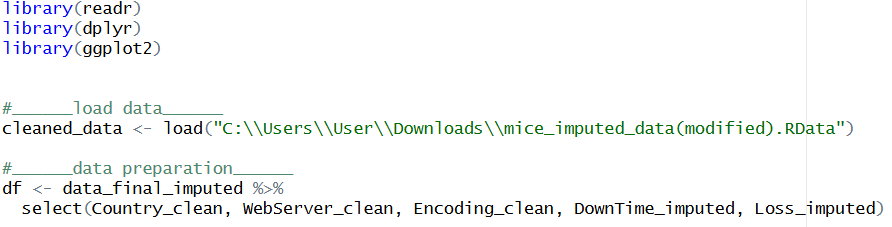 library(readr)
library(dplyr)
library(ggplot2)
#______load data______
cleaned_data <- load("C:\\Users\\User\\Downloads\\mice_imputed_data(modified).RData")
#______data preparation______
df <- data_final_imputed %>%
  select(Country_clean, WebServer_clean, Encoding_clean, DownTime_imputed, Loss_imputed)